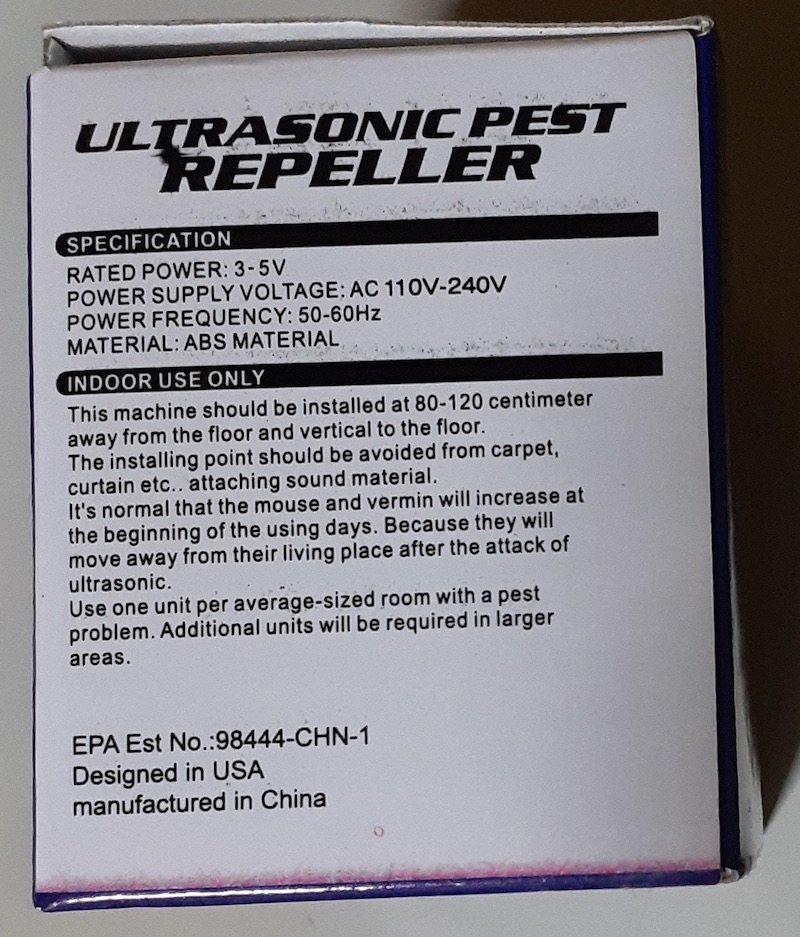 ULTRASONIC PEST
REPELLER
SPECIFICATION
RATED POWER: 3-5V
POWER SUPPLY VOLTAGE: AC 110V-240V
POWER FREQUENCY: 50-60Hz
MATERIAL: ABS MATERIAL
INDOOR USE ONLY
This machine should be installed at 80-120 centimeter
away from the floor and vertical to the floor.
The installing point should be avoided from carpet,
curtain etc.. attaching sound material.
It's normal that the mouse and vermin will increase at
the beginning of the using days. Because they will
move away from their living place after the attack of
ultrasonic.
Use one unit per average-sized room with a pest
problem. Additional units will be required in larger
areas.
EPA Est No.:98444-CHN-1
Designed in USA
manufactured in China